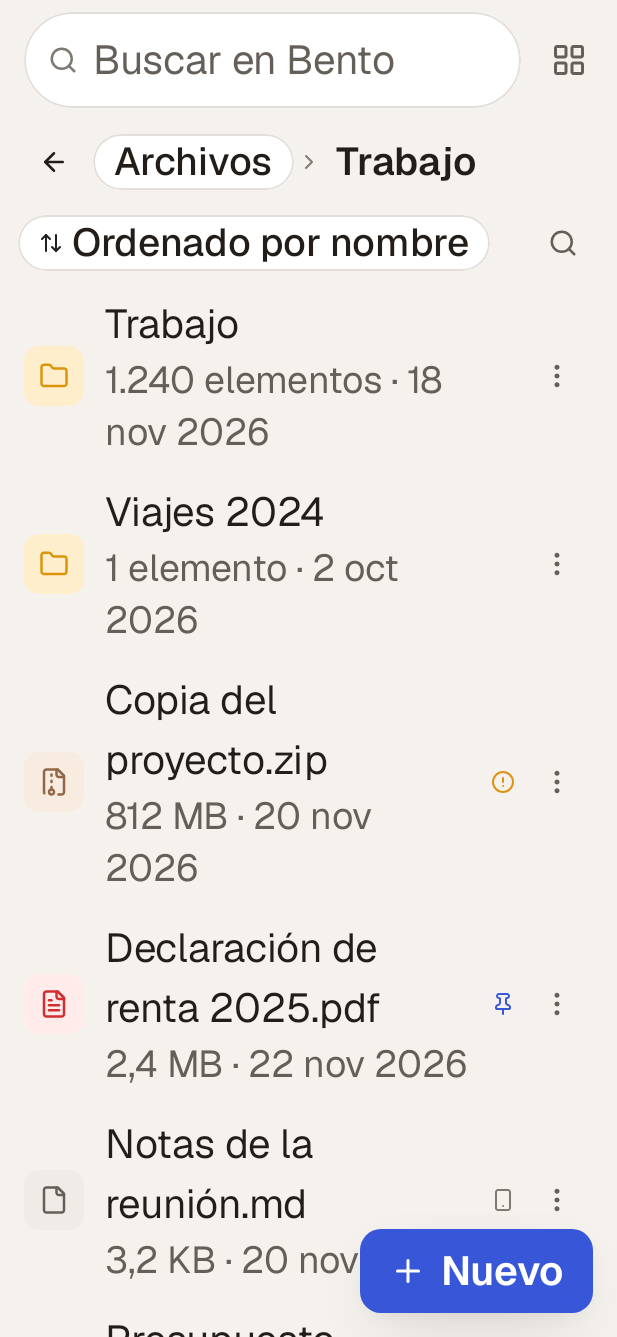 Buscar en Bento
Archivos
Trabajo
Ordenado por nombre
Trabajo
1.240 elementos · 18
nov 2026
Viajes 2024
1 elemento · 2 oct
2026
Copia del
proyecto.zip
812 MB · 20 nov
2026
Declaración de
renta 2025.pdf
2,4 MB · 22 nov 2026
Notas de la
reunión.md
3,2 KB · 20 nov
Nuevo
Presupuesto